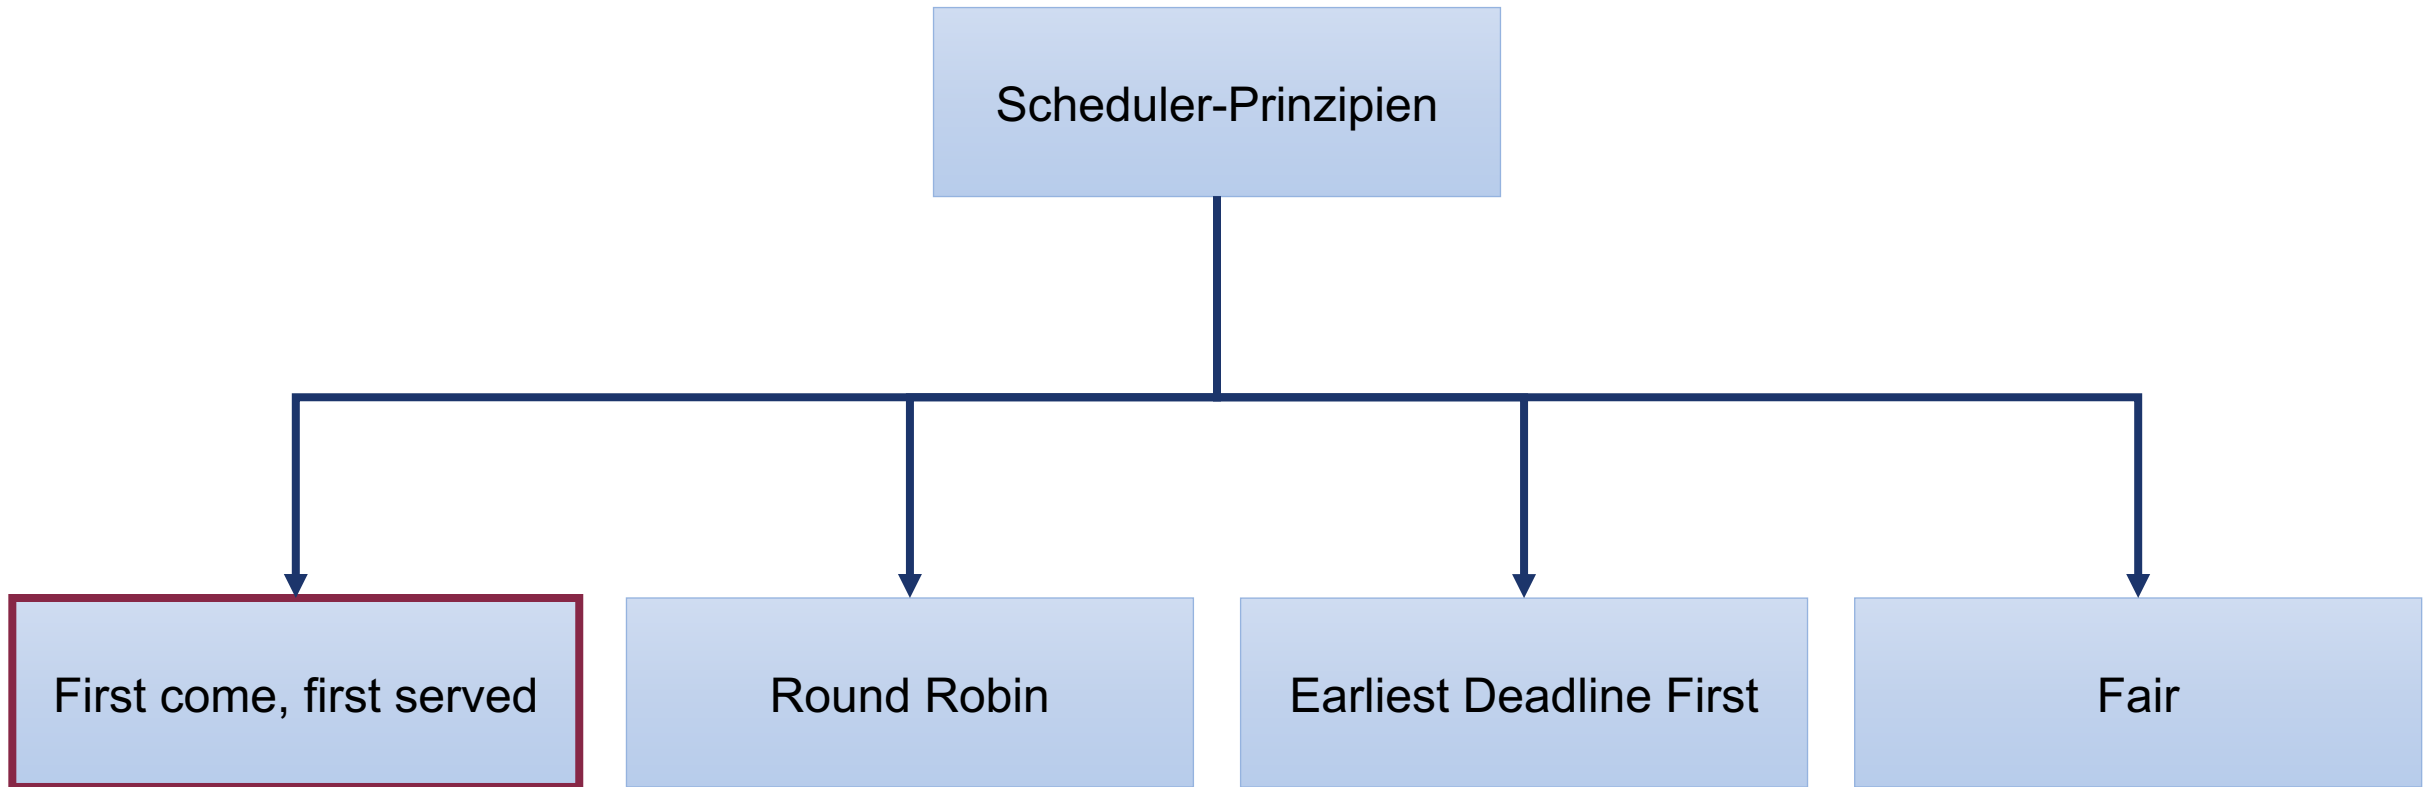 Scheduler-Prinzipien
First come, first served
Round Robin
Earliest Deadline First
Fair